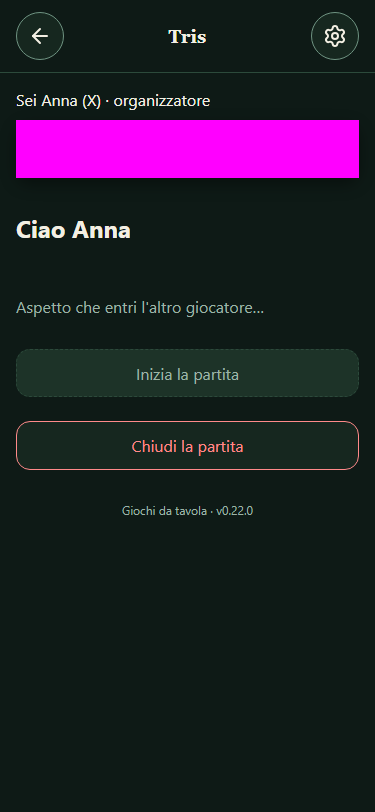 Tris
Sei Anna (X) · organizzatore
Ciao Anna
Aspetto che entri l'altro giocatore...
Inizia la partita
Chiudi la partita
Giochi da tavola · v0.22.0